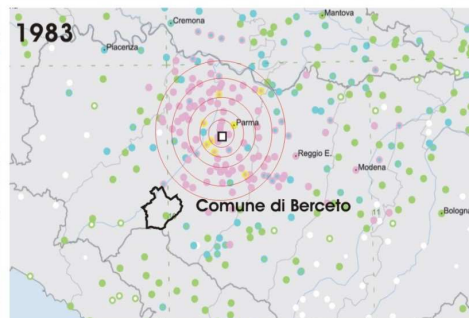 1983
Cremona
Mantova
Piacenza
Parma
Reggio E.
Modena
Comune di Berceto
Bologna